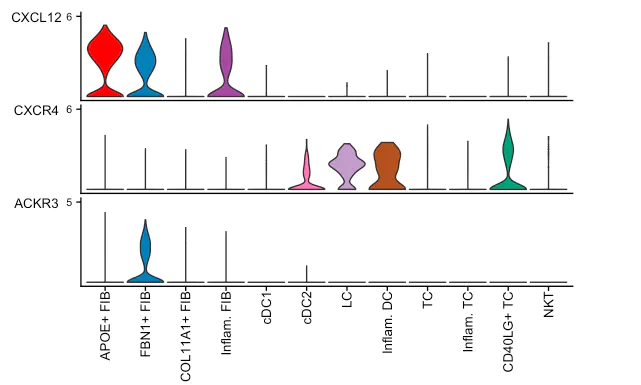 CXCL12 6
CXCR4 6
ACKR3 5
APOE+ FIB
FBN1+ FIB
COL11A1+ FIB
Inflam. FIB
cDC1
cDC2
LC
Inflam. DC
TC
Inflam. TC
CD40LG+ TC
NKT